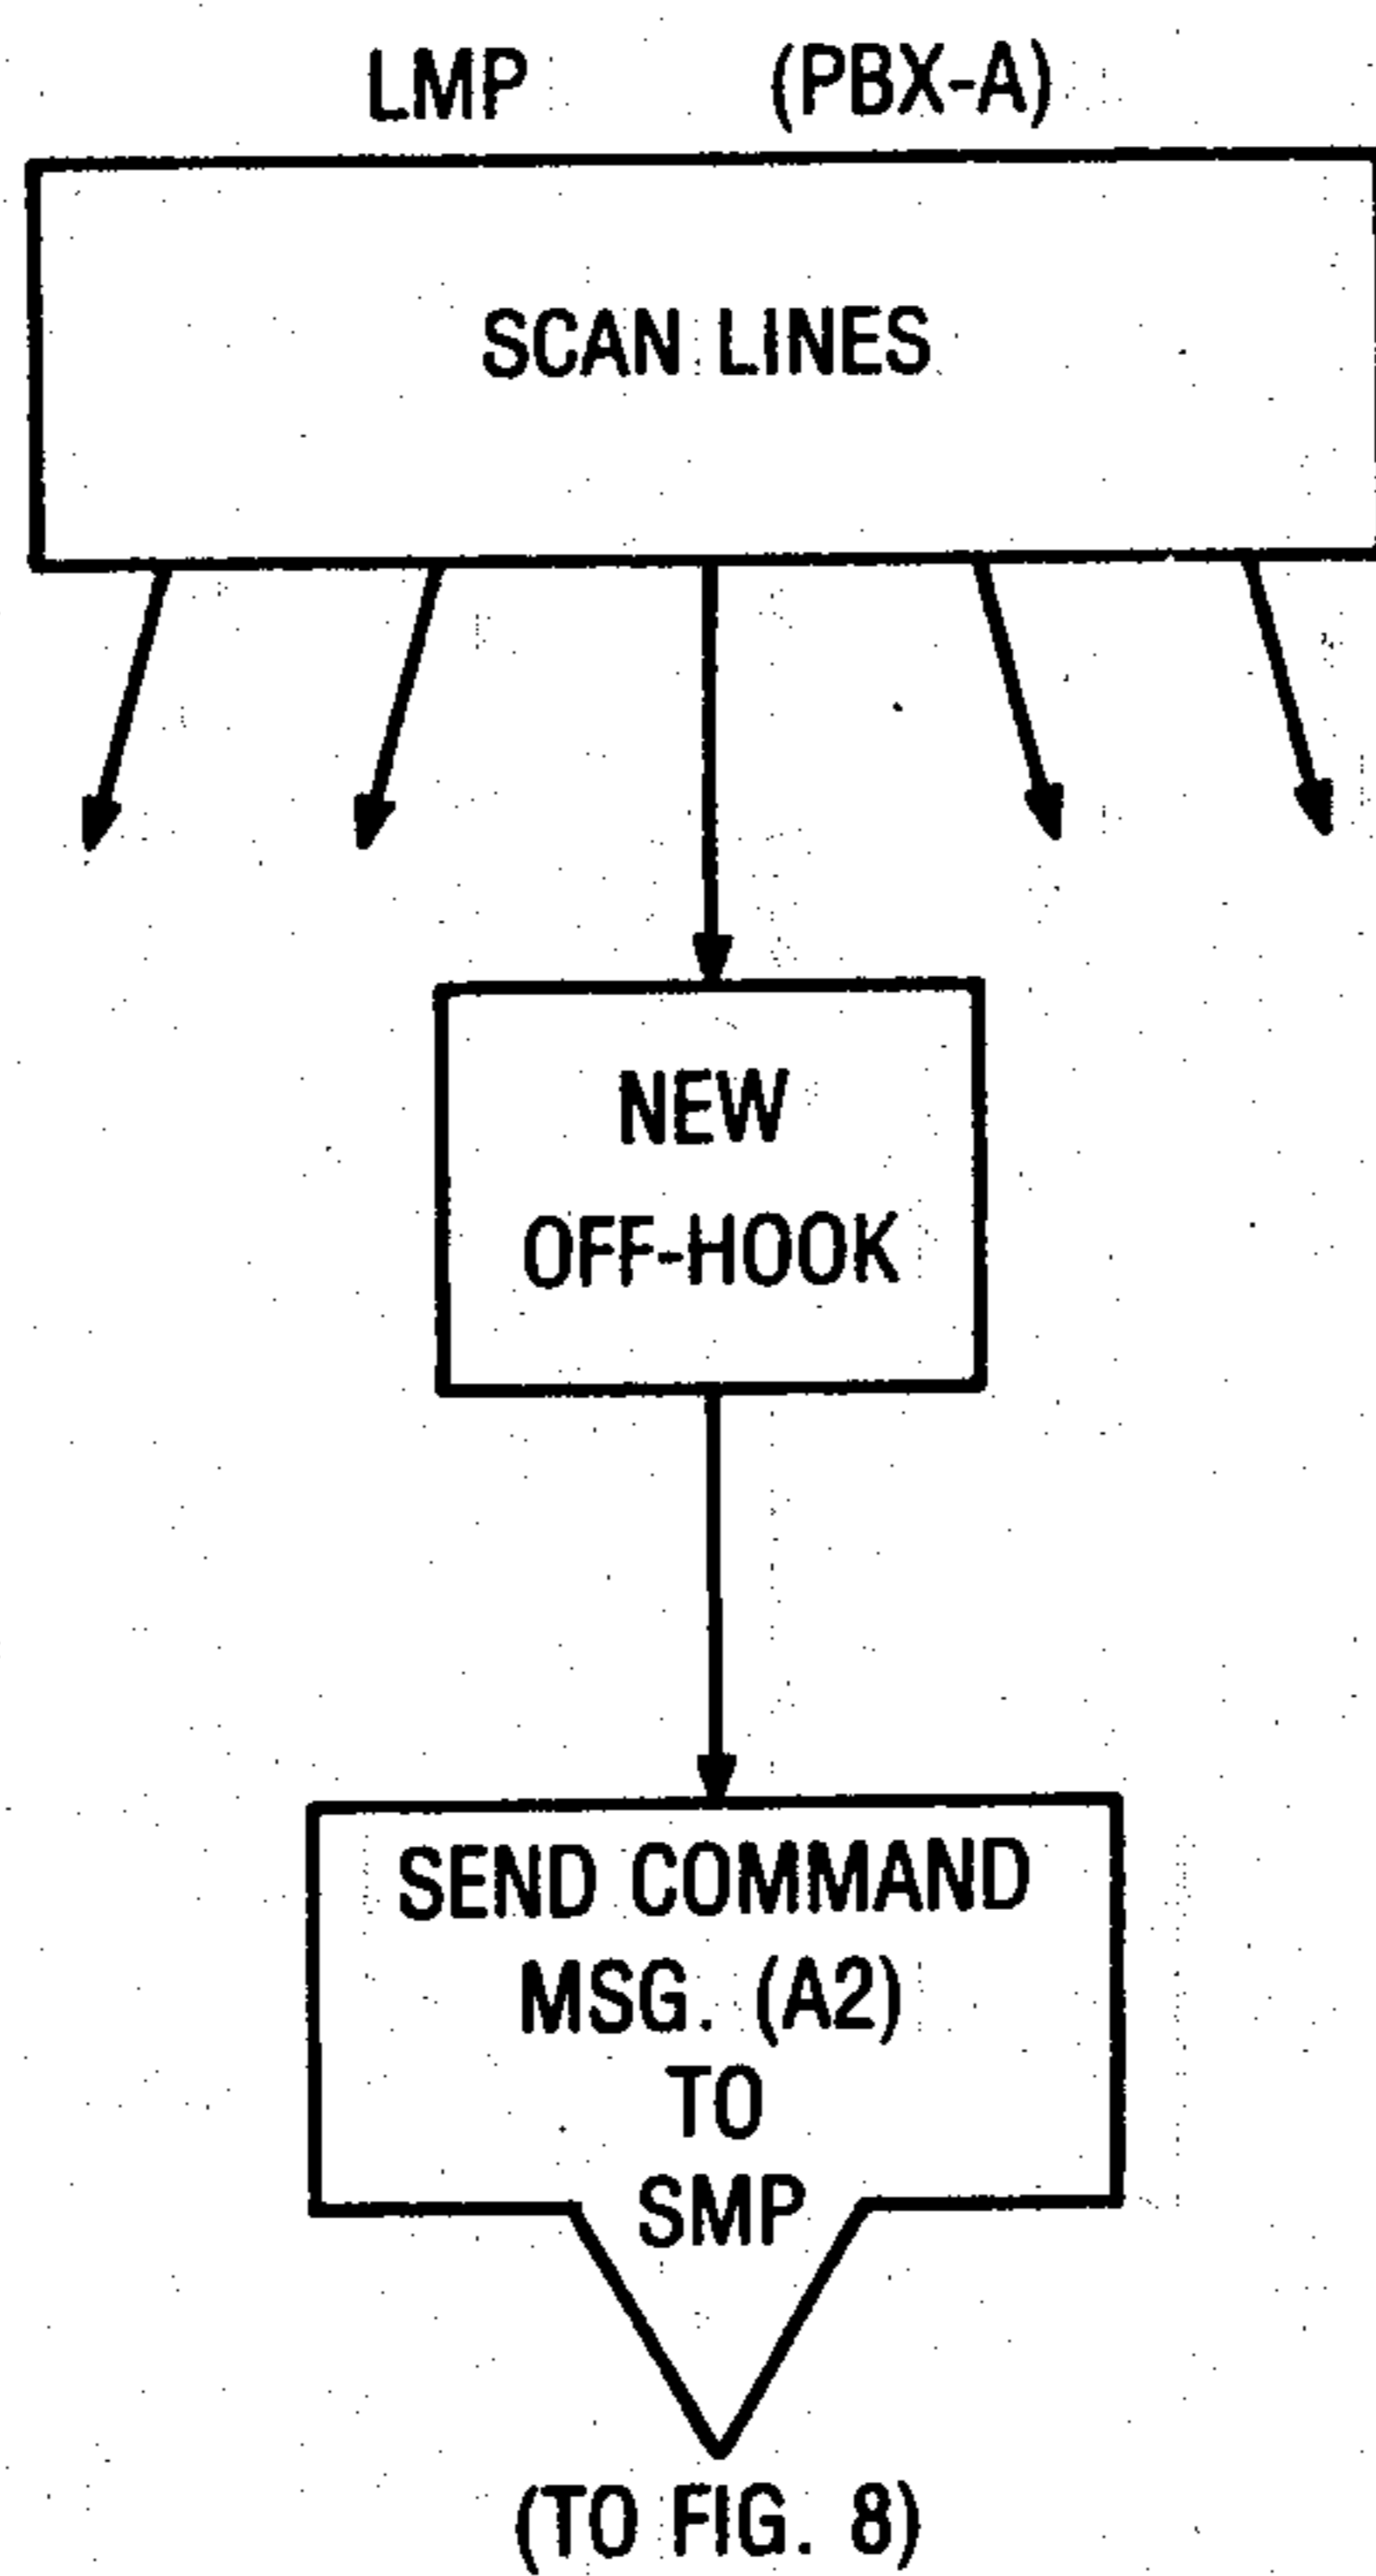 LMP (PBX-A)
SCAN LINES
NEW
OFF-HOOK
SEND COMMAND
MSG. (A2)
TO
SMP
(TO FIG. 8)